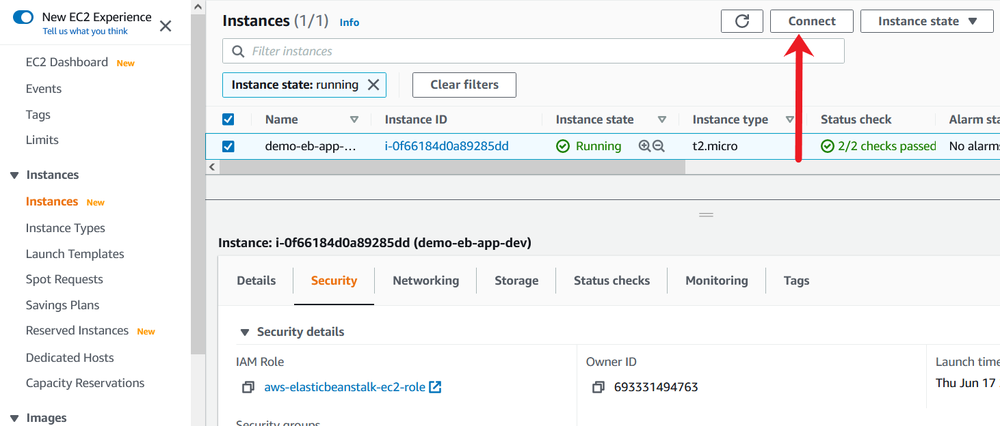 New EC2 Experience
Tell us what you think
EC2 Dashboard New
Events
Tags
Limits
Instances
Instances New
Instance Types
Launch Templates
Spot Requests
Savings Plans
Reserved Instances New
Dedicated Hosts
Capacity Reservations
Images
Instances (1/1) Info
Connect
Instance state
Filter instances
Instance state: running
Clear filters
Name Instance ID Instance state Instance type Status check Alarm sta
demo-eb-app-... i-0f66184d0a89285dd Running t2.micro 2/2 checks passed No alarms
Instance: i-0f66184d0a89285dd (demo-eb-app-dev)
Details Security Networking Storage Status checks Monitoring Tags
Security details
IAM Role Owner ID Launch time
aws-elasticbeanstalk-ec2-role 693331494763 Thu Jun 17
Security groups